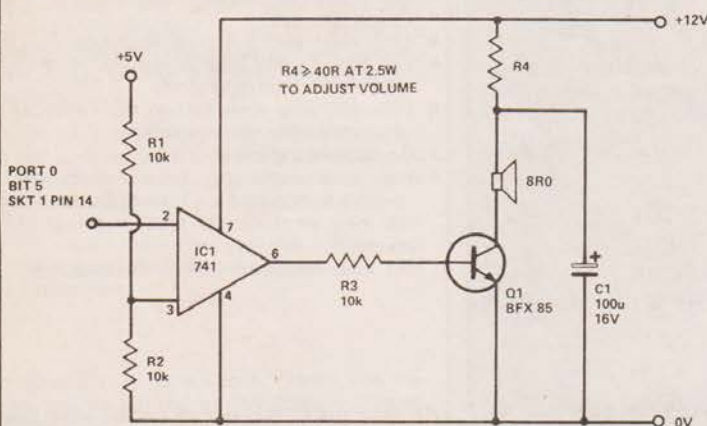 +12V
+5V
R4 ⩾ 40R AT 2.5W
TO ADJUST VOLUME
R4
R1
10k
PORT 0
BIT 5
SKT 1 PIN 14
8R0
2
7
IC1
741
6
3
4
R3
10k
Q1
BFX 85
+
C1
100u
16V
R2
10k
0V